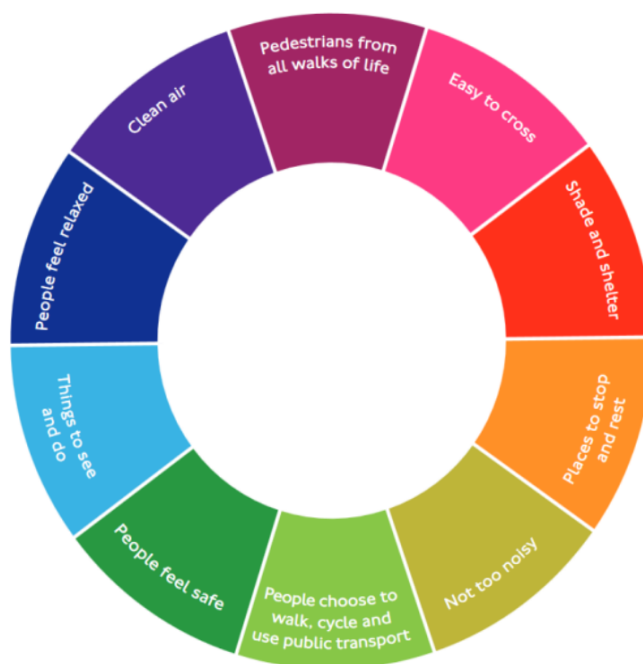 Pedestrians from
all walks of life
Easy to cross
Shade and shelter
Places to stop
and rest
Not too noisy
People choose to
walk, cycle and
use public transport
People feel safe
Things to see
and do
People feel relaxed
Clean air